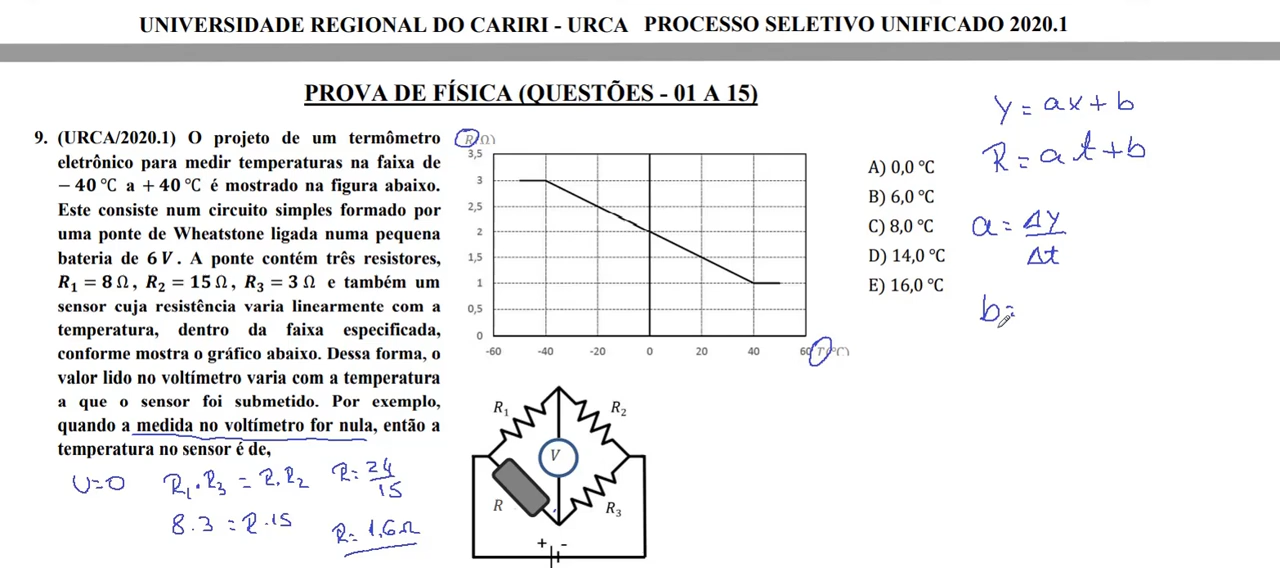 UNIVERSIDADE REGIONAL DO CARIRI - URCA PROCESSO SELETIVO UNIFICADO 2020.1
PROVA DE FÍSICA (QUESTÕES - 01 A 15)
9. (URCA/2020.1) O projeto de um termômetro
eletrônico para medir temperaturas na faixa de
− 40 °C a + 40 °C é mostrado na figura abaixo.
Este consiste num circuito simples formado por
uma ponte de Wheatstone ligada numa pequena
bateria de 6 V. A ponte contém três resistores,
R₁ = 8 Ω, R₂ = 15 Ω, R₃ = 3 Ω e também um
sensor cuja resistência varia linearmente com a
temperatura, dentro da faixa especificada,
conforme mostra o gráfico abaixo. Dessa forma, o
valor lido no voltímetro varia com a temperatura
a que o sensor foi submetido. Por exemplo,
quando a medida no voltímetro for nula, então a
temperatura no sensor é de,
U=0 R₁.R₃ = R.R₂ R= 24/15
8.3 = R.15 R= 1,6Ω
R(Ω)
3,5
3
2,5
2
1,5
1
0,5
0
-60 -40 -20 0 20 40 60 T(°C)
R₁ R₂
V
R R₃
+ -
A) 0,0 °C
B) 6,0 °C
C) 8,0 °C
D) 14,0 °C
E) 16,0 °C
y = ax+b
R = at+b
a = Δy/Δt
b=